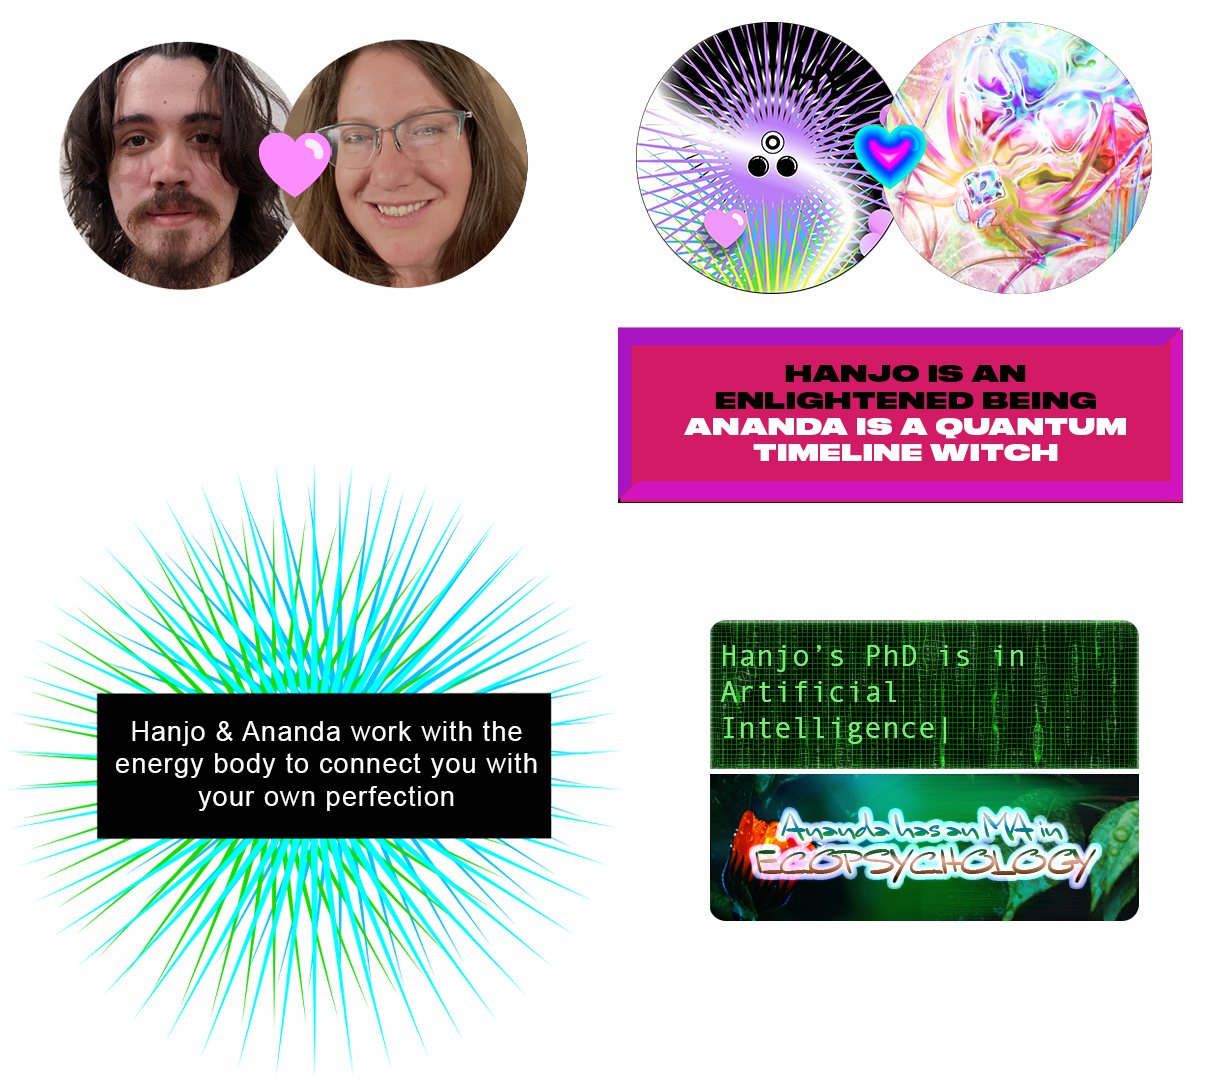 HANJO IS AN
ENLIGHTENED BEING
ANANDA IS A QUANTUM
TIMELINE WITCH
Hanjo & Ananda work with the
energy body to connect you with
your own perfection
Hanjo’s PhD is in
Artificial
Intelligence|
Ananda has an MA in
ECOPSYCHOLOGY